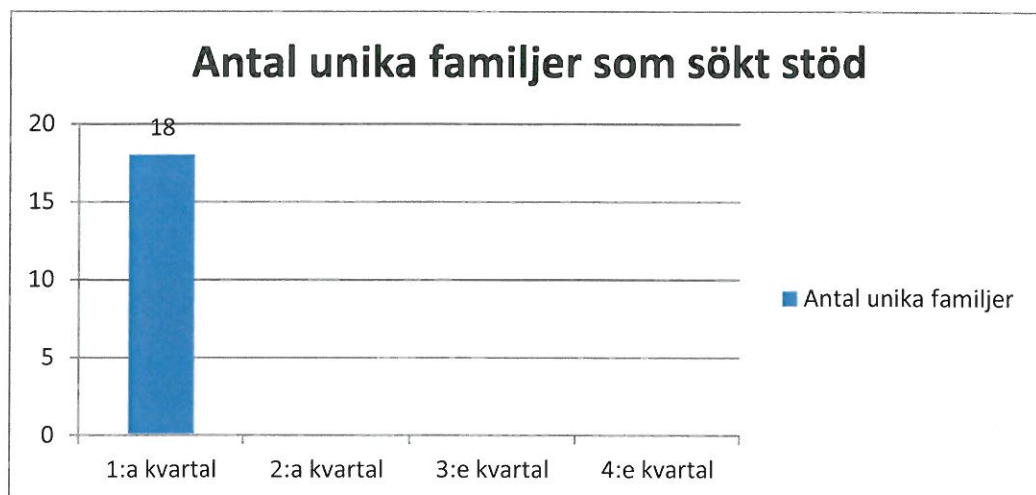 Antal unika familjer som sökt stöd
20
18
15
10
5
0
1:a kvartal
2:a kvartal
3:e kvartal
4:e kvartal
Antal unika familjer